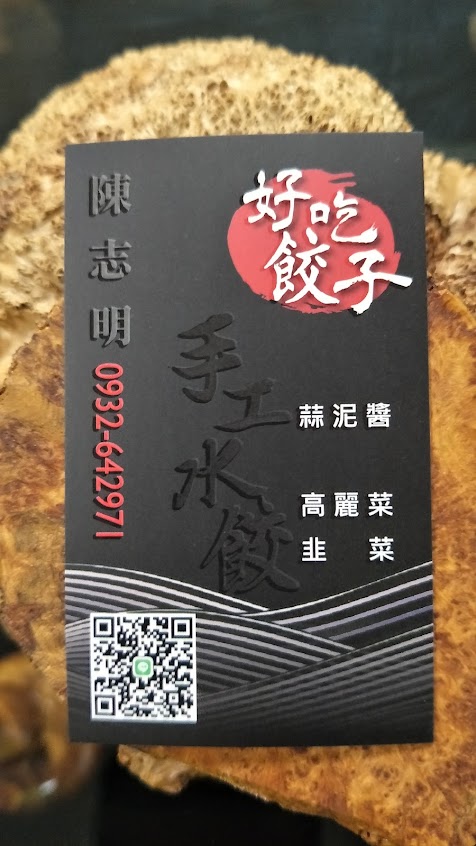 好吃
餃子
陳志明
0932-642971
手工水餃
蒜泥醬
高麗菜
韭菜